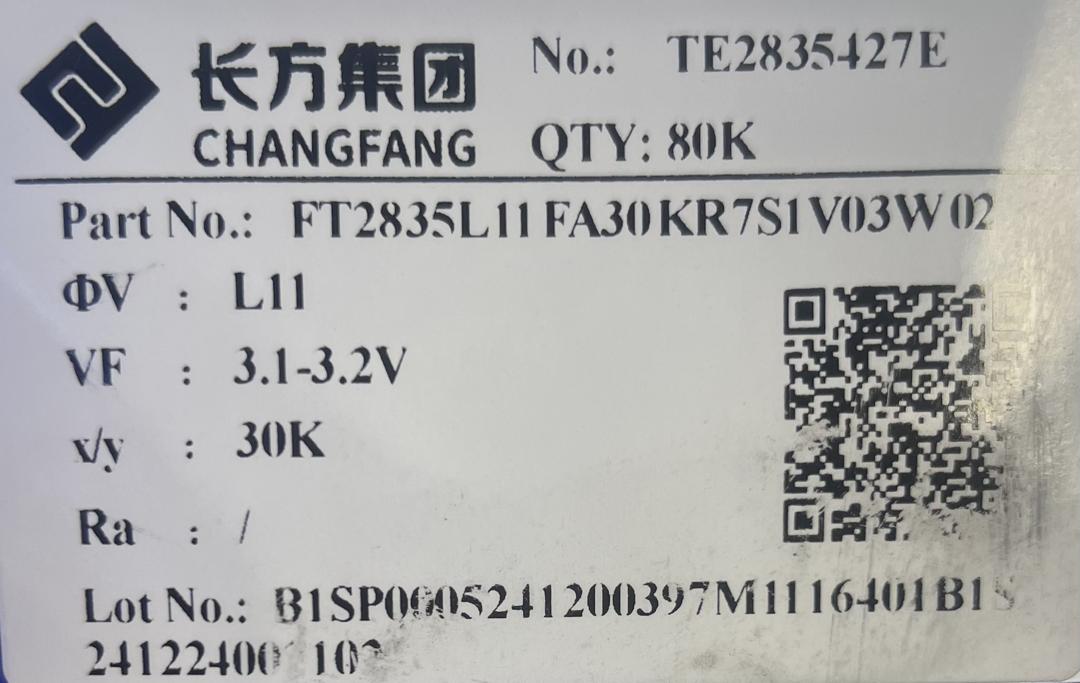 长方集团
CHANGFANG
No.: TE2835427E
QTY: 80K
Part No.: FT2835L11FA30KR7S1V03W02
ΦV : L11
VF : 3.1-3.2V
x/y : 30K
Ra : /
Lot No.: